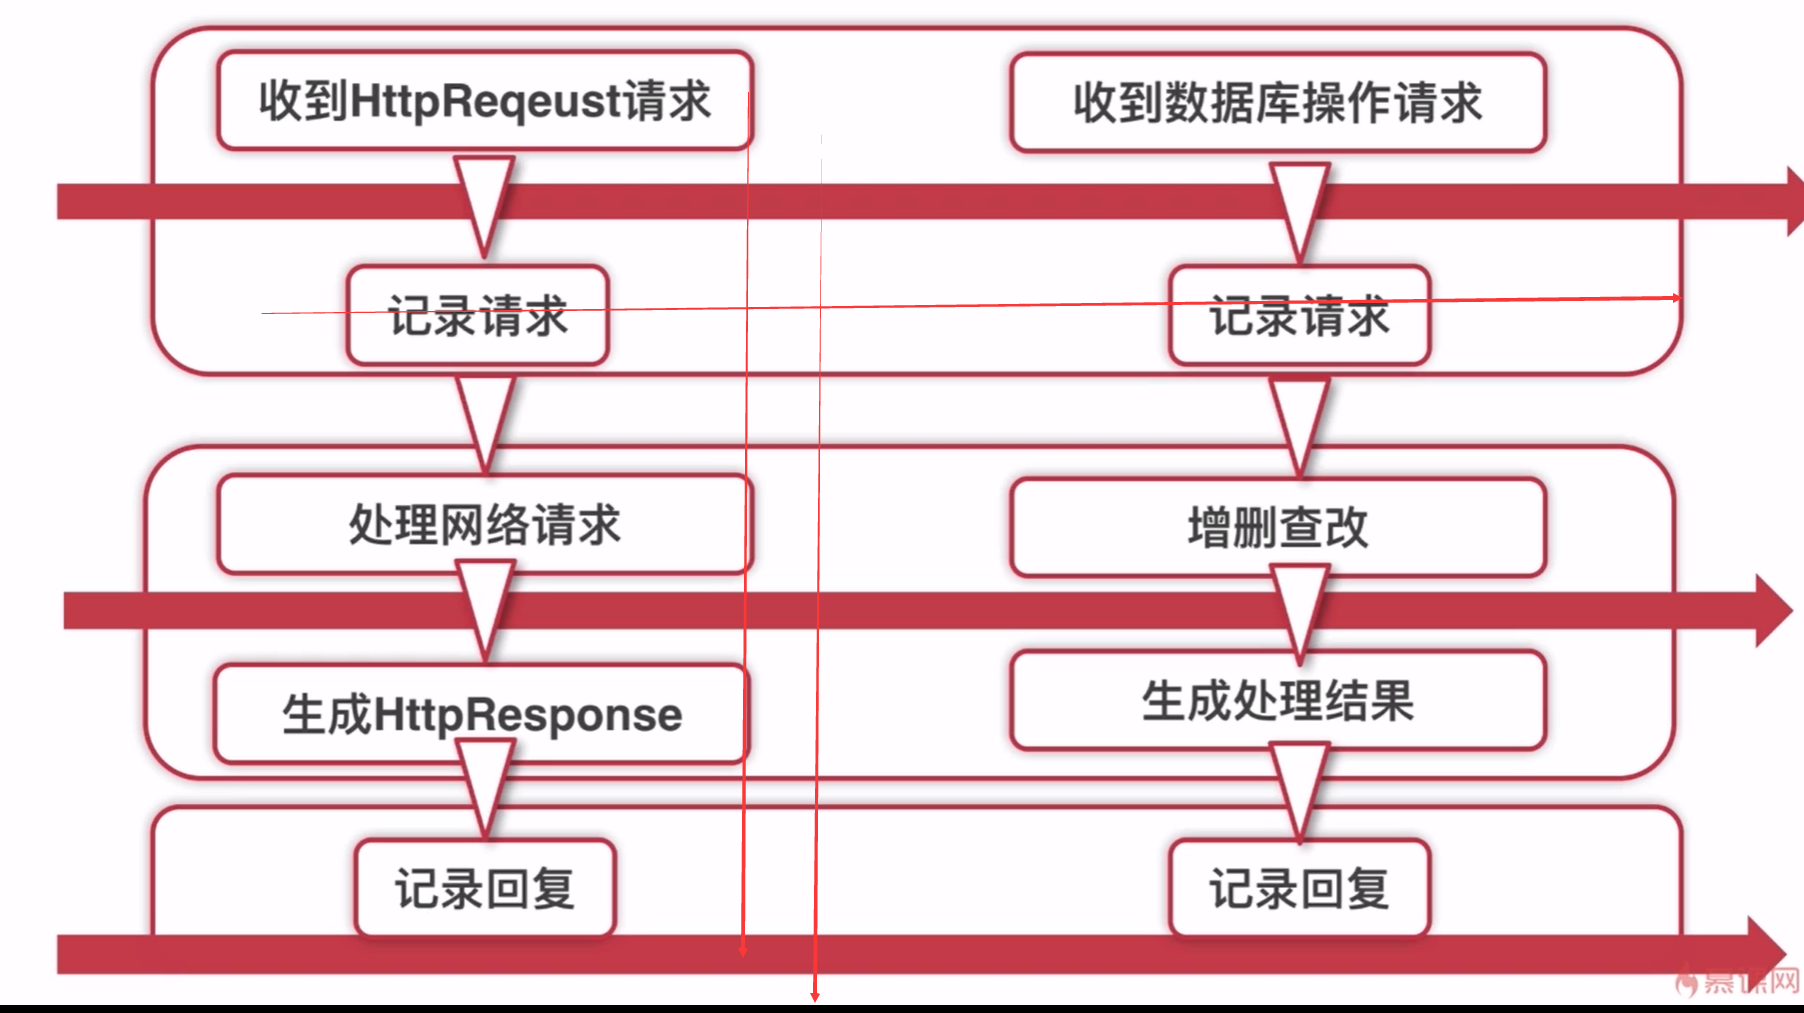 收到HttpReqeust请求
收到数据库操作请求
记录请求
记录请求
处理网络请求
增删查改
生成HttpResponse
生成处理结果
记录回复
记录回复
慕课网